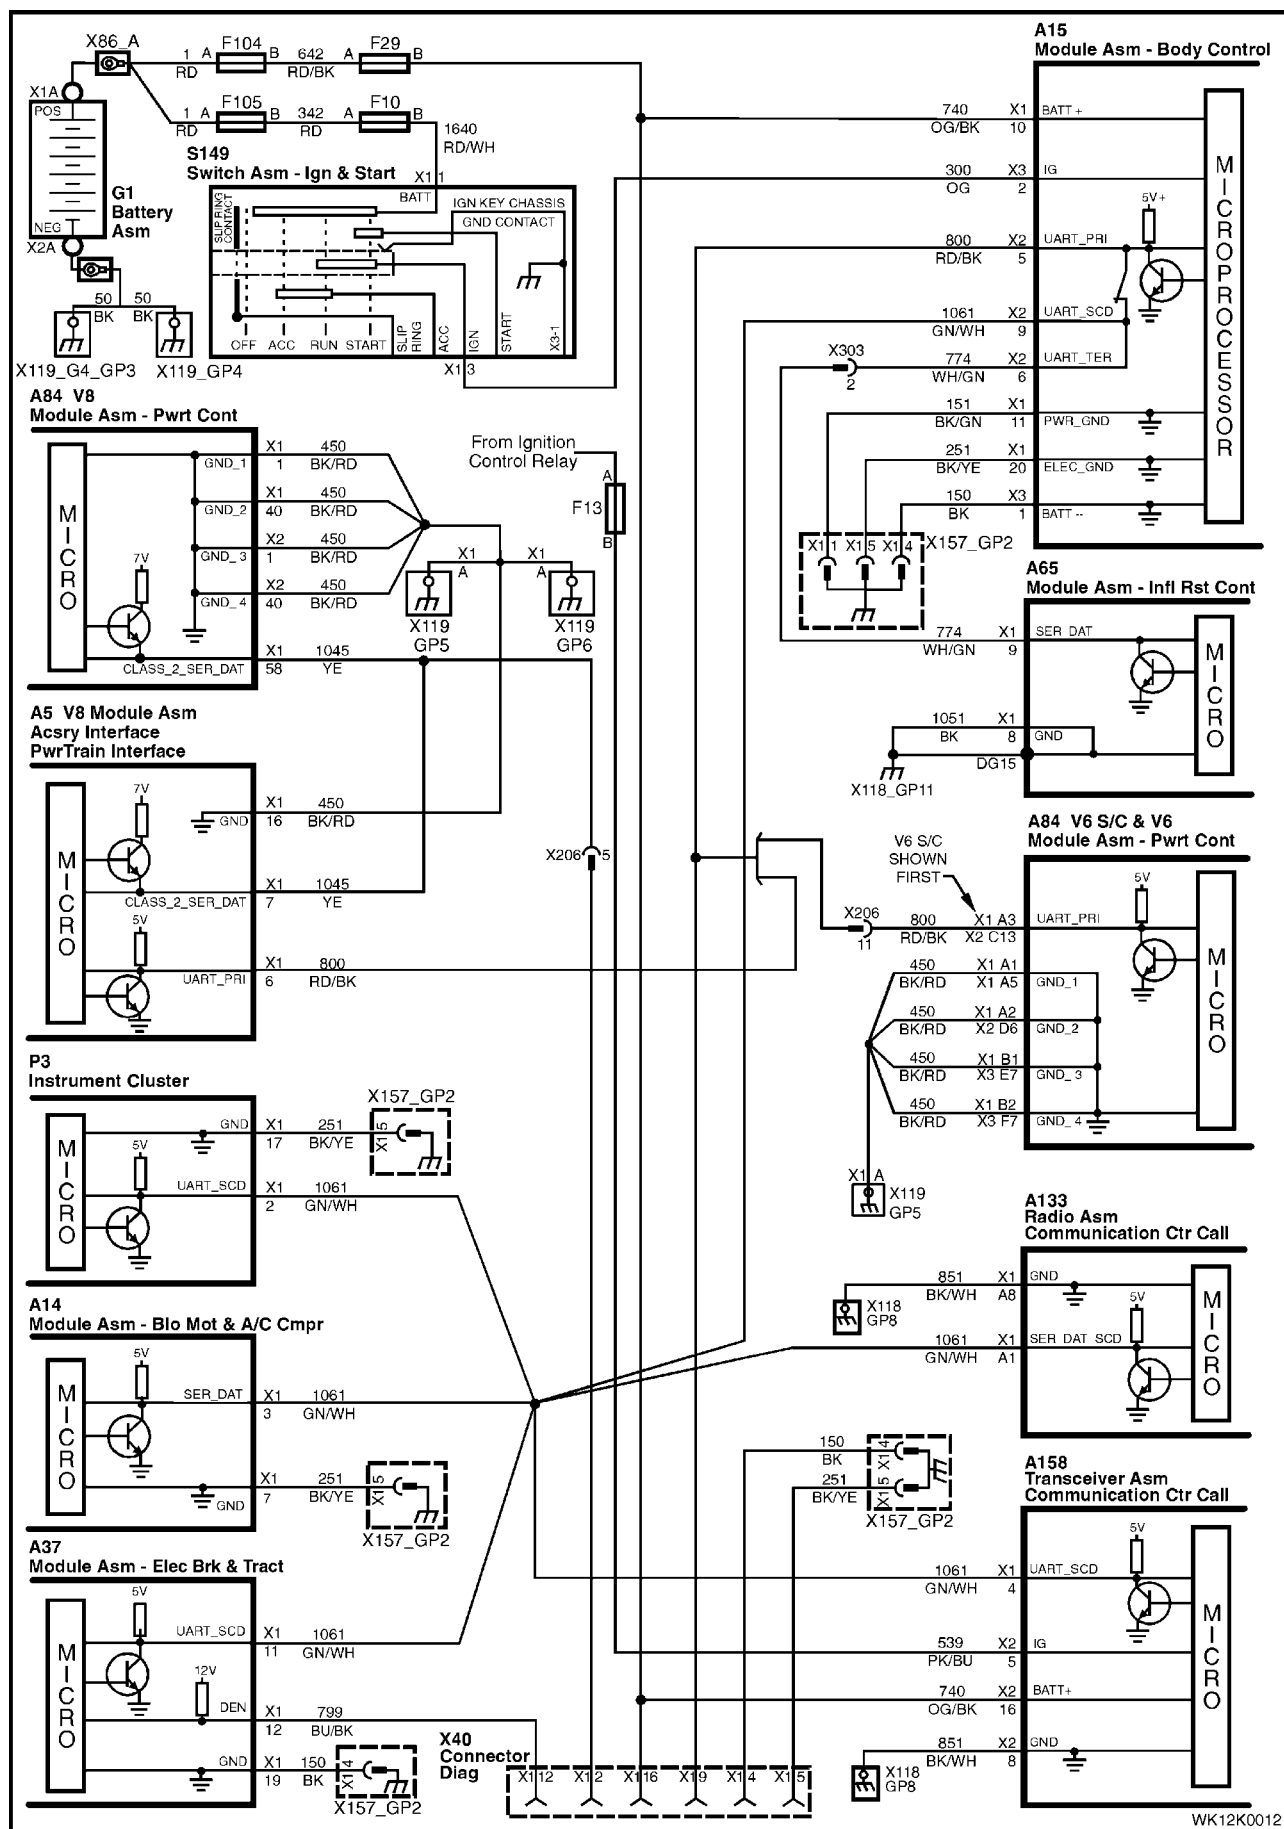 X86_A
1 A F104 B 642 A F29 B
RD RD/BK
X1A
POS
1 A F105 B 342 A F10 B
RD RD
1640
RD/WH
S149
Switch Asm - Ign & Start
X1 1
BATT
G1
Battery
Asm
NEG
X2A
SLIP RING
CONTACT
IGN KEY CHASSIS
GND CONTACT
50 50
BK BK
X119_G4_GP3 X119_GP4
OFF ACC RUN START
SLIP
RING
ACC
IGN
START
X3-1
X1 3
A15
Module Asm - Body Control
740 X1 BATT +
OG/BK 10
300 X3 IG
OG 2
5V+
800 X2 UART_PRI
RD/BK 5
1061 X2 UART_SCD
GN/WH 9
X303
2
774 X2 UART_TER
WH/GN 6
151 X1
BK/GN 11 PWR_GND
251 X1
BK/YE 20 ELEC_GND
150 X3
BK 1 BATT --
MICROPROCESSOR
X1 1 X1 5 X1 4 X157_GP2
A84 V8
Module Asm - Pwrt Cont
MICRO
GND_1 X1 450
1 BK/RD
GND_2 X1 450
40 BK/RD
7V
GND_3 X2 450
1 BK/RD
GND_4 X2 450
40 BK/RD
CLASS_2_SER_DAT X1 1045
58 YE
From Ignition
Control Relay
A
F13
B
X1 X1
A A
X119 X119
GP5 GP6
A65
Module Asm - Infl Rst Cont
774 X1 SER DAT
WH/GN 9
1051 X1
BK 8 GND
DG15
X118_GP11
MICRO
A5 V8 Module Asm
Acsry Interface
PwrTrain Interface
MICRO
7V
GND X1 450
16 BK/RD
CLASS_2_SER_DAT X1 1045
7 YE
5V
UART_PRI X1 800
6 RD/BK
X206 5
A84 V6 S/C & V6
Module Asm - Pwrt Cont
V6 S/C
SHOWN
FIRST
5V
X206
11
800 X1 A3 UART_PRI
RD/BK X2 C13
450 X1 A1
BK/RD X1 A5 GND_1
450 X1 A2
BK/RD X2 D6 GND_2
450 X1 B1
BK/RD X3 E7 GND_3
450 X1 B2
BK/RD X3 F7 GND_4
MICRO
X1 A
X119
GP5
P3
Instrument Cluster
MICRO
GND X1 251
17 BK/YE
X157_GP2
X1 5
5V
UART_SCD X1 1061
2 GN/WH
A133
Radio Asm
Communication Ctr Call
851 X1 GND
BK/WH A8
X118
GP8
5V
1061 X1 SER DAT SCD
GN/WH A1
MICRO
A14
Module Asm - Blo Mot & A/C Cmpr
MICRO
5V
SER_DAT X1 1061
3 GN/WH
GND X1 251
7 BK/YE
X1 5
X157_GP2
150
BK X1 4
251
BK/YE X1 5
X157_GP2
A158
Transceiver Asm
Communication Ctr Call
5V
1061 X1 UART_SCD
GN/WH 4
539 X2 IG
PK/BU 5
740 X2 BATT+
OG/BK 16
851 X2 GND
BK/WH 8
X118
GP8
MICRO
A37
Module Asm - Elec Brk & Tract
MICRO
5V
UART_SCD X1 1061
11 GN/WH
12V
DEN X1 799
12 BU/BK
GND X1 150
19 BK
X1 4
X157_GP2
X40
Connector
Diag
X1 12 X1 2 X1 16 X1 9 X1 4 X1 5
WK12K0012